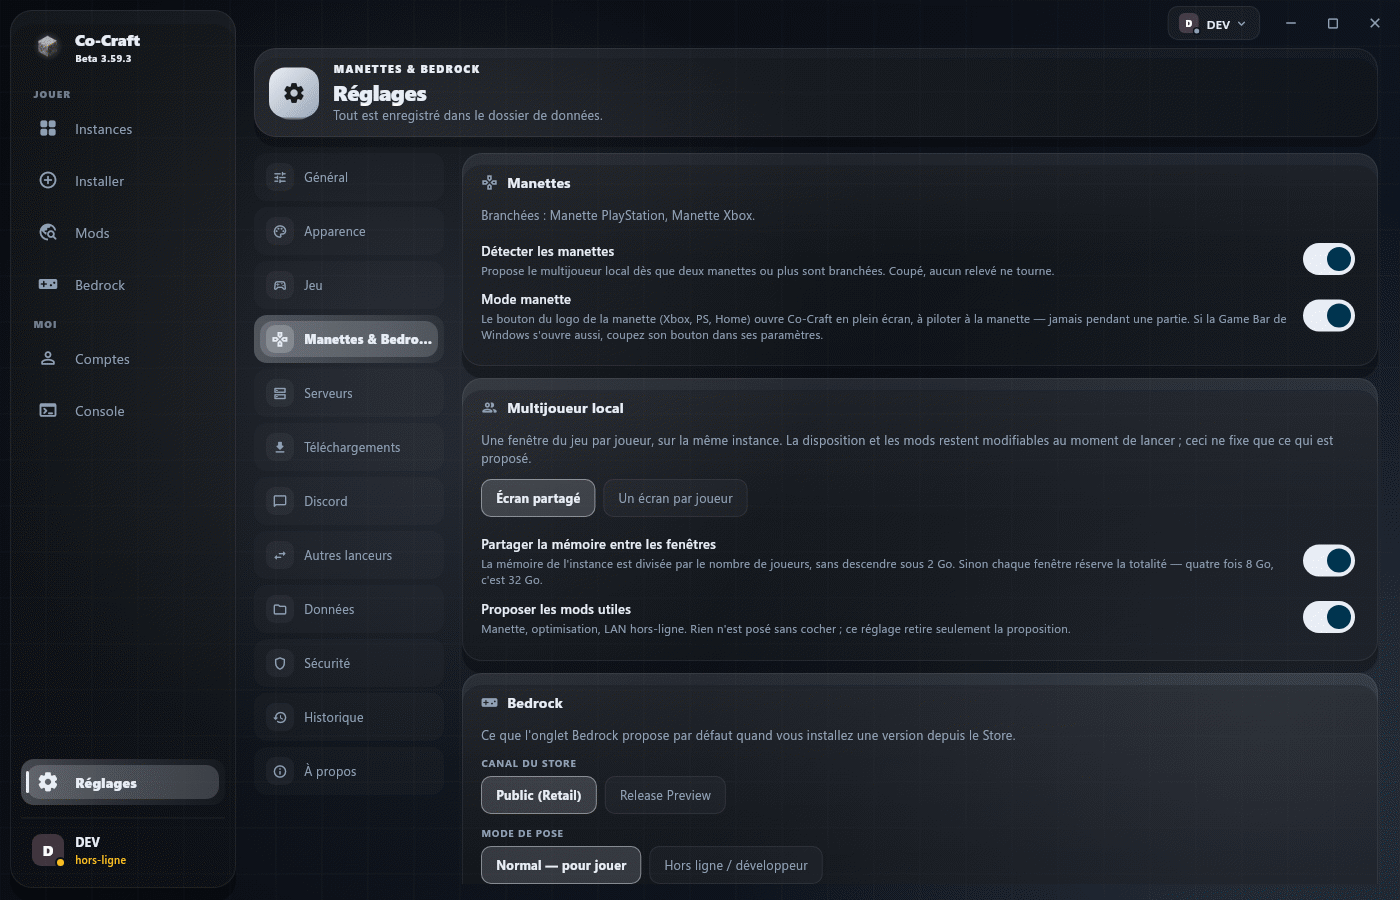 Co-Craft
Beta 3.59.3
JOUER
Instances
Installer
Mods
Bedrock
MOI
Comptes
Console
Réglages
D
DEV
hors-ligne
D
DEV
MANETTES & BEDROCK
Réglages
Tout est enregistré dans le dossier de données.
Général
Apparence
Jeu
Manettes & Bedro...
Serveurs
Téléchargements
Discord
Autres lanceurs
Données
Sécurité
Historique
À propos
Manettes
Branchées : Manette PlayStation, Manette Xbox.
Détecter les manettes
Propose le multijoueur local dès que deux manettes ou plus sont branchées. Coupé, aucun relevé ne tourne.
Mode manette
Le bouton du logo de la manette (Xbox, PS, Home) ouvre Co-Craft en plein écran, à piloter à la manette — jamais pendant une partie. Si la Game Bar de
Windows s'ouvre aussi, coupez son bouton dans ses paramètres.
Multijoueur local
Une fenêtre du jeu par joueur, sur la même instance. La disposition et les mods restent modifiables au moment de lancer ; ceci ne fixe que ce qui est
proposé.
Écran partagé
Un écran par joueur
Partager la mémoire entre les fenêtres
La mémoire de l'instance est divisée par le nombre de joueurs, sans descendre sous 2 Go. Sinon chaque fenêtre réserve la totalité — quatre fois 8 Go,
c'est 32 Go.
Proposer les mods utiles
Manette, optimisation, LAN hors-ligne. Rien n'est posé sans cocher ; ce réglage retire seulement la proposition.
Bedrock
Ce que l'onglet Bedrock propose par défaut quand vous installez une version depuis le Store.
CANAL DU STORE
Public (Retail)
Release Preview
MODE DE POSE
Normal — pour jouer
Hors ligne / développeur